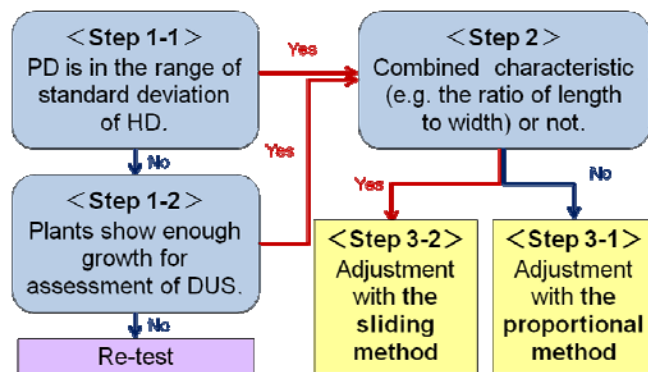 <Step 1-1>
PD is in the range of
standard deviation
of HD.
Yes
<Step 2>
Combined characteristic
(e.g. the ratio of length
to width) or not.
No
Yes
<Step 1-2>
Plants show enough
growth for
assessment of DUS.
Yes
No
<Step 3-2>
Adjustment
with the
sliding
method
<Step 3-1>
Adjustment
with the
proportional
method
No
Re-test